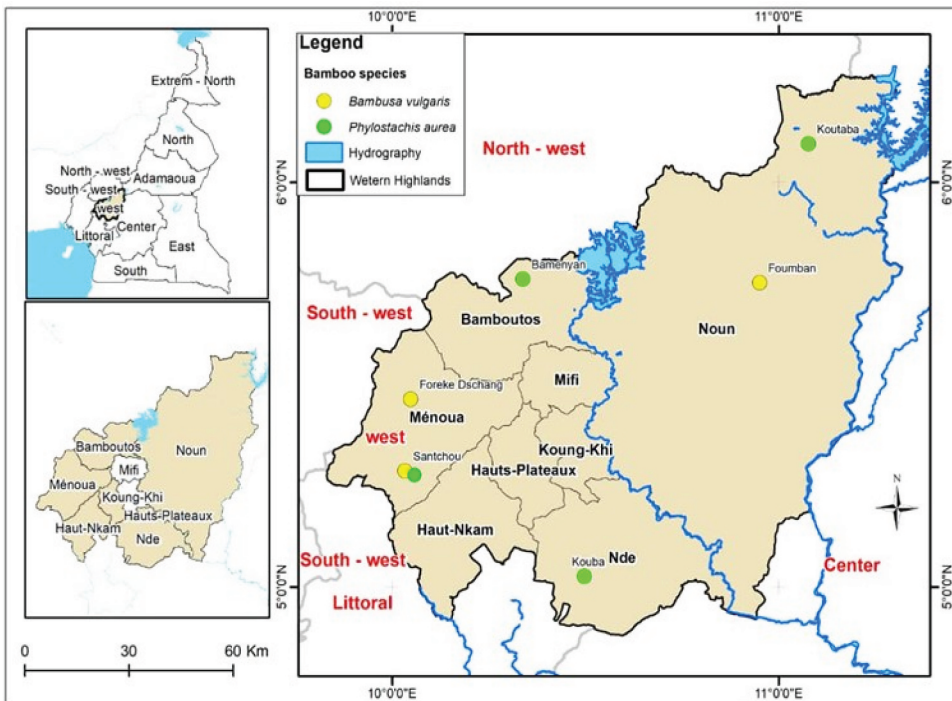 Extrem - North
North
North - west
Adamaoua
South - west
west
Center
Littoral
East
South
Bamboutos
Noun
Mifi
Ménoua
Koung-Khi
Hauts-Plateaux
Haut-Nkam
Nde
0 30 60 Km
10°0'0"E 11°0'0"E
Legend
Bamboo species
Bambusa vulgaris
Phylostachis aurea
Hydrography
Wetern Highlands
North - west
Koutaba
6°0'0"N 6°0'0"N
Bamenyan
Foumban
South - west
Bamboutos
Noun
Mifi
Foreke Dschang
Ménoua
west
Santchou
Koung-Khi
Hauts-Plateaux
N
Haut-Nkam
South - west
Kouba
Nde
Center
Littoral
5°0'0"N 5°0'0"N
10°0'0"E 11°0'0"E